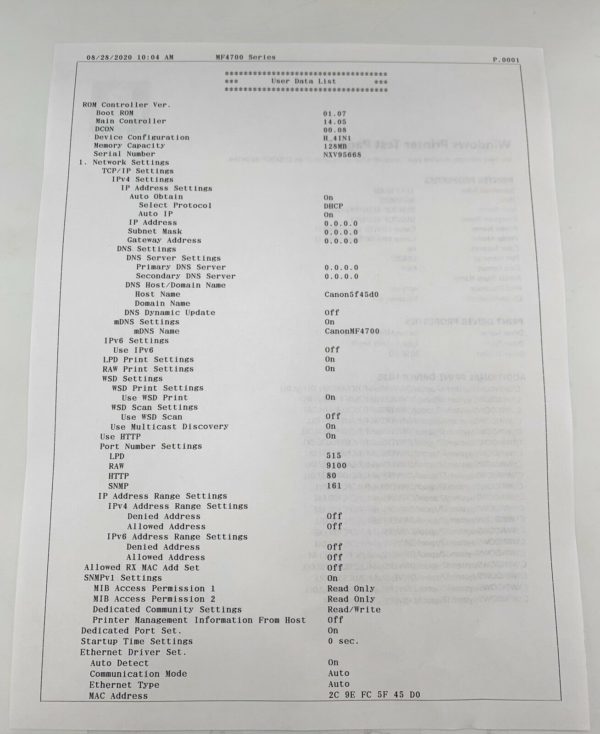 08/28/2020 10:04 AM MF4700 Series P.0001
************************************
*** User Data List ***
************************************
ROM Controller Ver.
Boot ROM 01.07
Main Controller 14.05
DCON 00.08
Device Configuration H_41N1
Memory Capacity 128MB
Serial Number NXV95668
1. Network Settings
TCP/IP Settings
IPv4 Settings
IP Address Settings
Auto Obtain On
Select Protocol DHCP
Auto IP On
IP Address 0.0.0.0
Subnet Mask 0.0.0.0
Gateway Address 0.0.0.0
DNS Settings
DNS Server Settings
Primary DNS Server 0.0.0.0
Secondary DNS Server 0.0.0.0
DNS Host/Domain Name
Host Name Canon5f45d0
Domain Name
DNS Dynamic Update Off
mDNS Settings On
mDNS Name CanonMF4700
IPv6 Settings
Use IPv6 Off
LPD Print Settings On
RAW Print Settings On
WSD Settings
WSD Print Settings
Use WSD Print On
WSD Scan Settings
Use WSD Scan Off
Use Multicast Discovery On
Use HTTP On
Port Number Settings
LPD 515
RAW 9100
HTTP 80
SNMP 161
IP Address Range Settings
IPv4 Address Range Settings
Denied Address Off
Allowed Address Off
IPv6 Address Range Settings
Denied Address Off
Allowed Address Off
Allowed RX MAC Add Set Off
SNMPv1 Settings On
MIB Access Permission 1 Read Only
MIB Access Permission 2 Read Only
Dedicated Community Settings Read/Write
Printer Management Information From Host Off
Dedicated Port Set. On
Startup Time Settings 0 sec.
Ethernet Driver Set.
Auto Detect On
Communication Mode Auto
Ethernet Type Auto
MAC Address 2C 9E FC 5F 45 D0